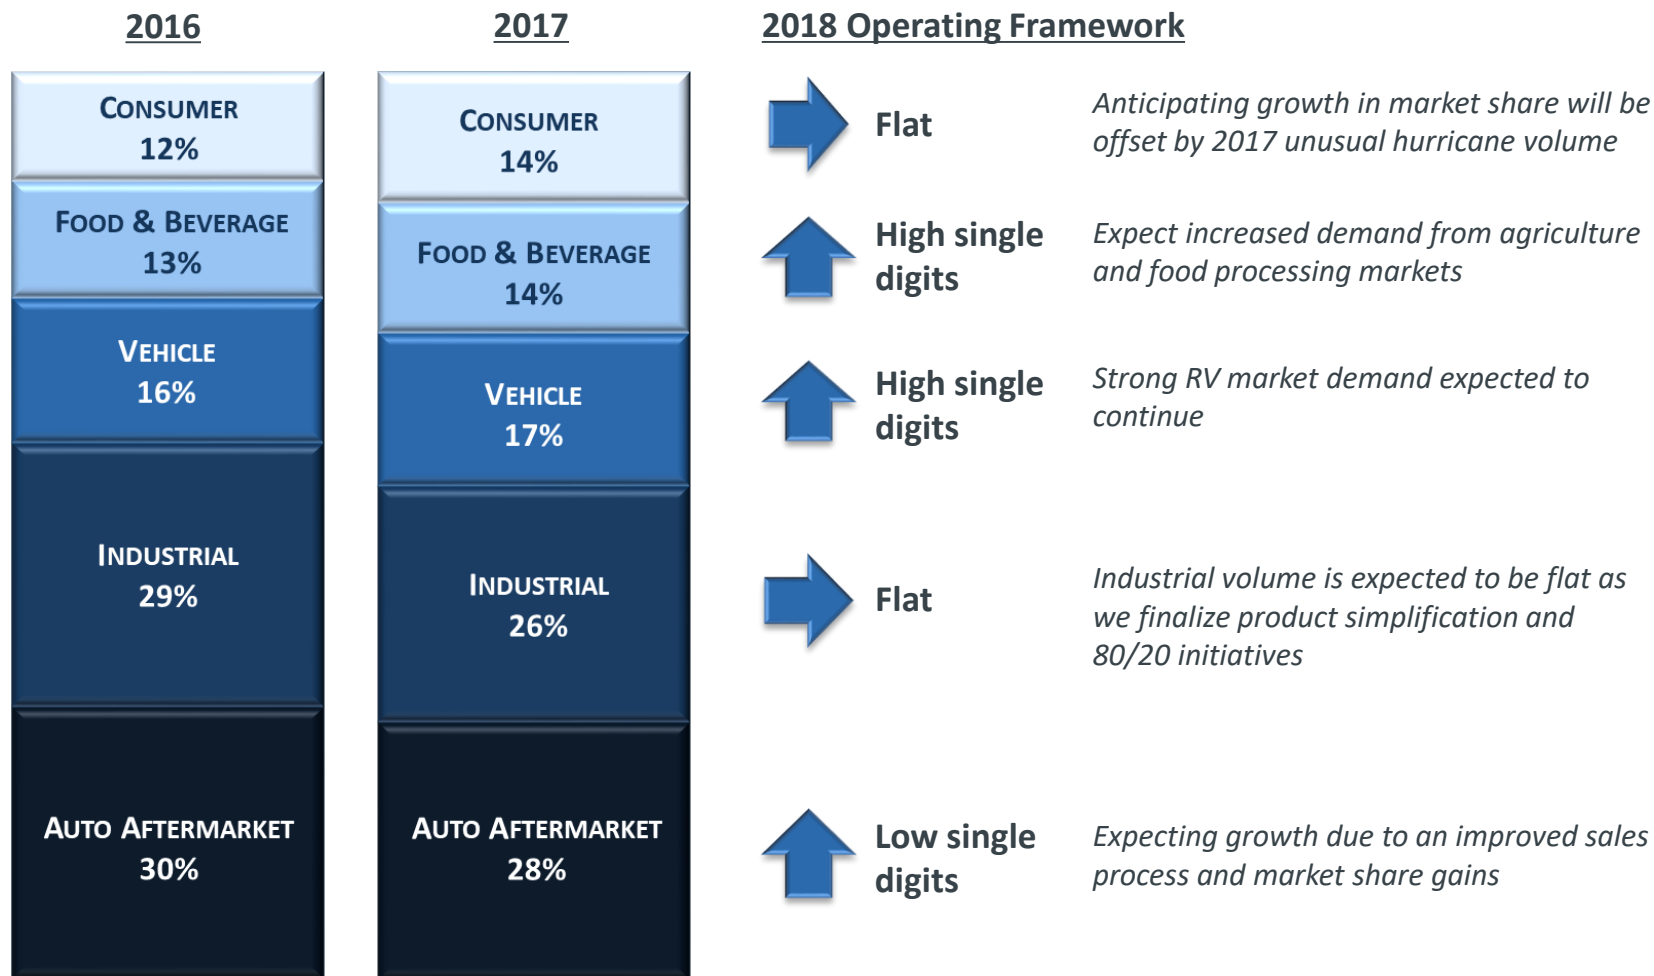 2016
CONSUMER
12%
FOOD & BEVERAGE
13%
VEHICLE
16%
INDUSTRIAL
29%
AUTO AFTERMARKET
30%
2017
CONSUMER
14%
FOOD & BEVERAGE
14%
VEHICLE
17%
INDUSTRIAL
26%
AUTO AFTERMARKET
28%
2018 Operating Framework
Flat
Anticipating growth in market share will be
offset by 2017 unusual hurricane volume
High single
digits
Expect increased demand from agriculture
and food processing markets
High single
digits
Strong RV market demand expected to
continue
Flat
Industrial volume is expected to be flat as
we finalize product simplification and
80/20 initiatives
Low single
digits
Expecting growth due to an improved sales
process and market share gains